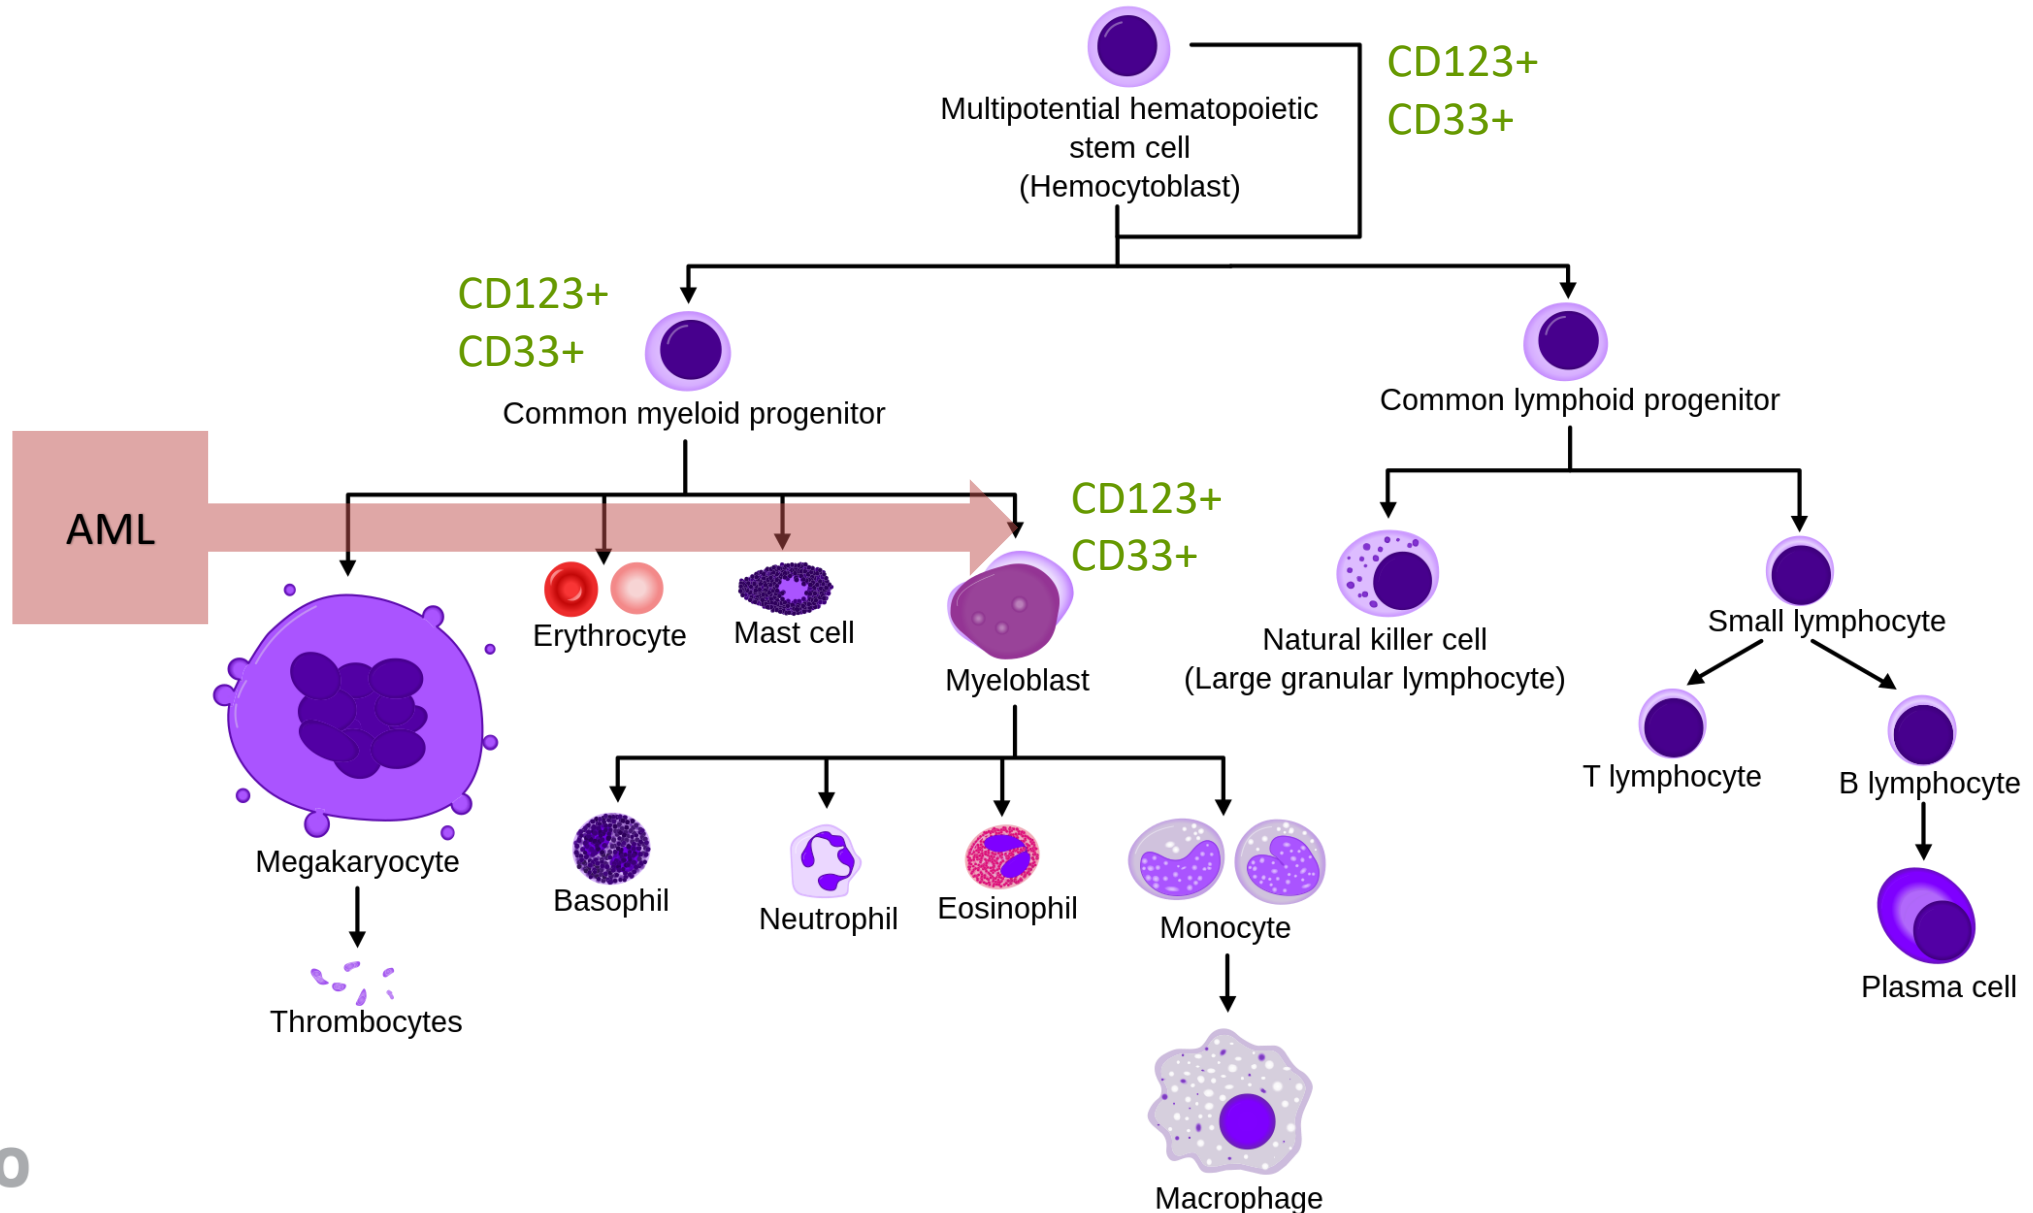 CD123+
CD33+
Multipotential hematopoietic
stem cell
(Hemocytoblast)
CD123+
CD33+
Common myeloid progenitor
Common lymphoid progenitor
AML
CD123+
CD33+
Erythrocyte
Mast cell
Myeloblast
Natural killer cell
(Large granular lymphocyte)
Small lymphocyte
T lymphocyte
B lymphocyte
Megakaryocyte
Basophil
Neutrophil
Eosinophil
Monocyte
Plasma cell
Thrombocytes
Macrophage